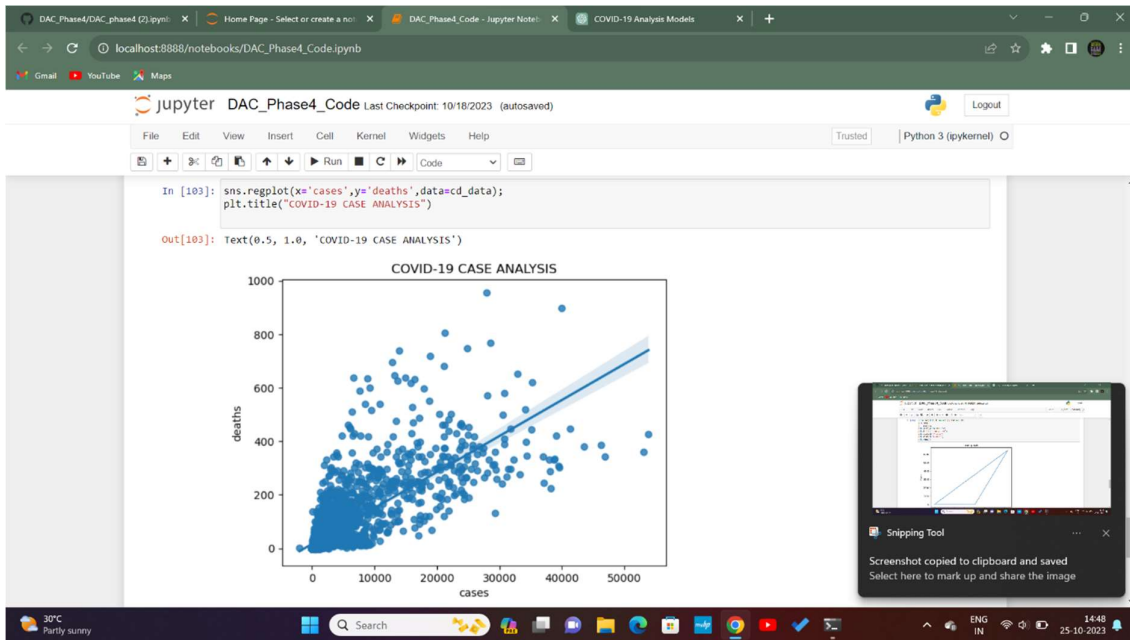 DAC_Phase4/DAC_phase4 (2).ipynb
Home Page - Select or create a not
DAC_Phase4_Code - Jupyter Noteb
COVID-19 Analysis Models
localhost:8888/notebooks/DAC_Phase4_Code.ipynb
Gmail YouTube Maps
jupyter DAC_Phase4_Code Last Checkpoint: 10/18/2023 (autosaved)
Logout
File Edit View Insert Cell Kernel Widgets Help
Trusted Python 3 (ipykernel)
Run Code
In [103]: sns.regplot(x='cases',y='deaths',data=cd_data);
plt.title("COVID-19 CASE ANALYSIS")
Out[103]: Text(0.5, 1.0, 'COVID-19 CASE ANALYSIS')
COVID-19 CASE ANALYSIS
1000
800
600
400
200
0
deaths
0 10000 20000 30000 40000 50000
cases
Snipping Tool
Screenshot copied to clipboard and saved
Select here to mark up and share the image
30°C
Partly sunny
Search
ENG
IN
14:48
25-10-2023